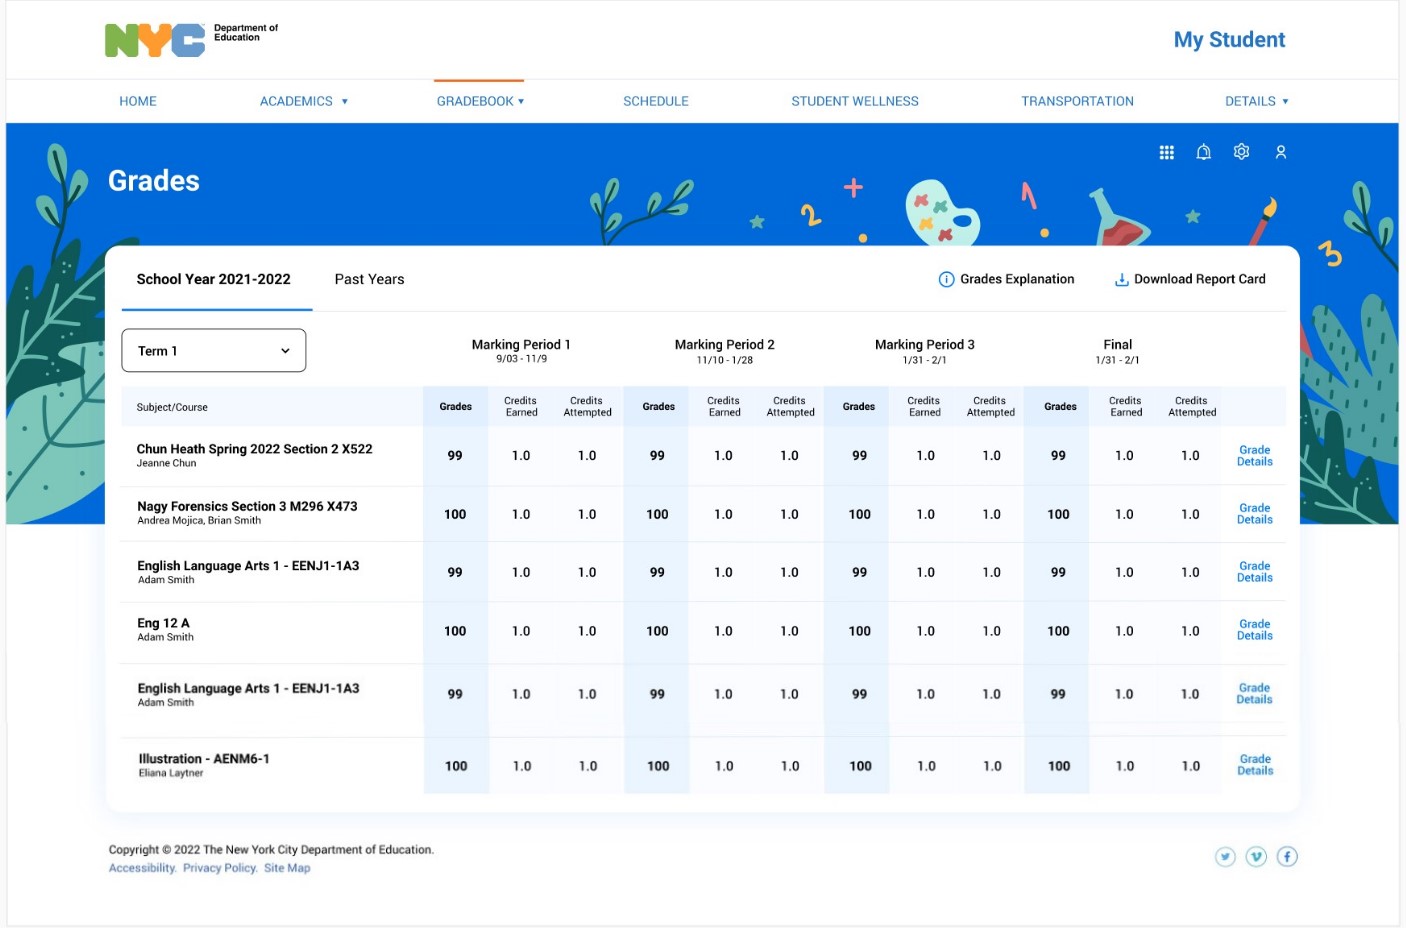 NYC Department of
Education
My Student
HOME ACADEMICS GRADEBOOK SCHEDULE STUDENT WELLNESS TRANSPORTATION DETAILS
Grades
2 1 3
School Year 2021-2022 Past Years Grades Explanation Download Report Card
Term 1
Marking Period 1 Marking Period 2 Marking Period 3 Final
9/03 - 11/9 11/10 - 1/28 1/31 - 2/1 1/31 - 2/1
Subject/Course Grades Credits Earned Credits Attempted Grades Credits Earned Credits Attempted Grades Credits Earned Credits Attempted Grades Credits Earned Credits Attempted
Chun Heath Spring 2022 Section 2 X522
Jeanne Chun
99 1.0 1.0 99 1.0 1.0 99 1.0 1.0 99 1.0 1.0 Grade Details
Nagy Forensics Section 3 M296 X473
Andrea Mojica, Brian Smith
100 1.0 1.0 100 1.0 1.0 100 1.0 1.0 100 1.0 1.0 Grade Details
English Language Arts 1 - EENJ1-1A3
Adam Smith
99 1.0 1.0 99 1.0 1.0 99 1.0 1.0 99 1.0 1.0 Grade Details
Eng 12 A
Adam Smith
100 1.0 1.0 100 1.0 1.0 100 1.0 1.0 100 1.0 1.0 Grade Details
English Language Arts 1 - EENJ1-1A3
Adam Smith
99 1.0 1.0 99 1.0 1.0 99 1.0 1.0 99 1.0 1.0 Grade Details
Illustration - AENM6-1
Eliana Laytner
100 1.0 1.0 100 1.0 1.0 100 1.0 1.0 100 1.0 1.0 Grade Details
Copyright © 2022 The New York City Department of Education.
Accessibility. Privacy Policy. Site Map